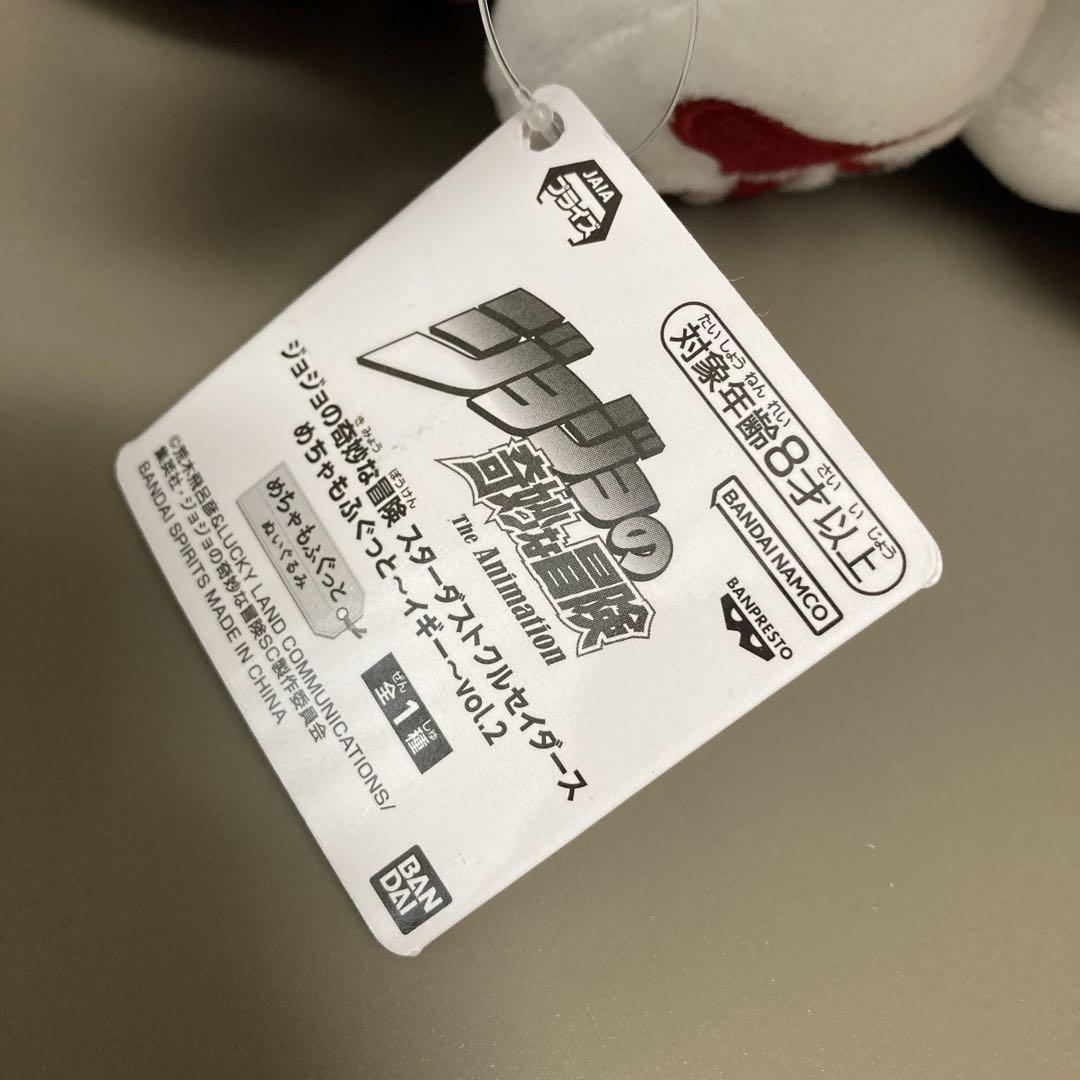 JAIA
プライズ
たいしょうねんれい さいいじょう
対象年齢8才以上
ジョジョの
きみょう ぼうけん
奇妙な冒険
The Animation
BANDAI NAMCO
BANPRESTO
きみょう ぼうけん
ジョジョの奇妙な冒険 スターダストクルセイダース
めちゃもふぐっと～イギー～vol.2
めちゃもふぐっと
ぬいぐるみ
ぜん しゅ
全1種
©荒木飛呂彦&LUCKY LAND COMMUNICATIONS/
集英社・ジョジョの奇妙な冒険SC製作委員会
BANDAI SPIRITS MADE IN CHINA
BAN
DAI